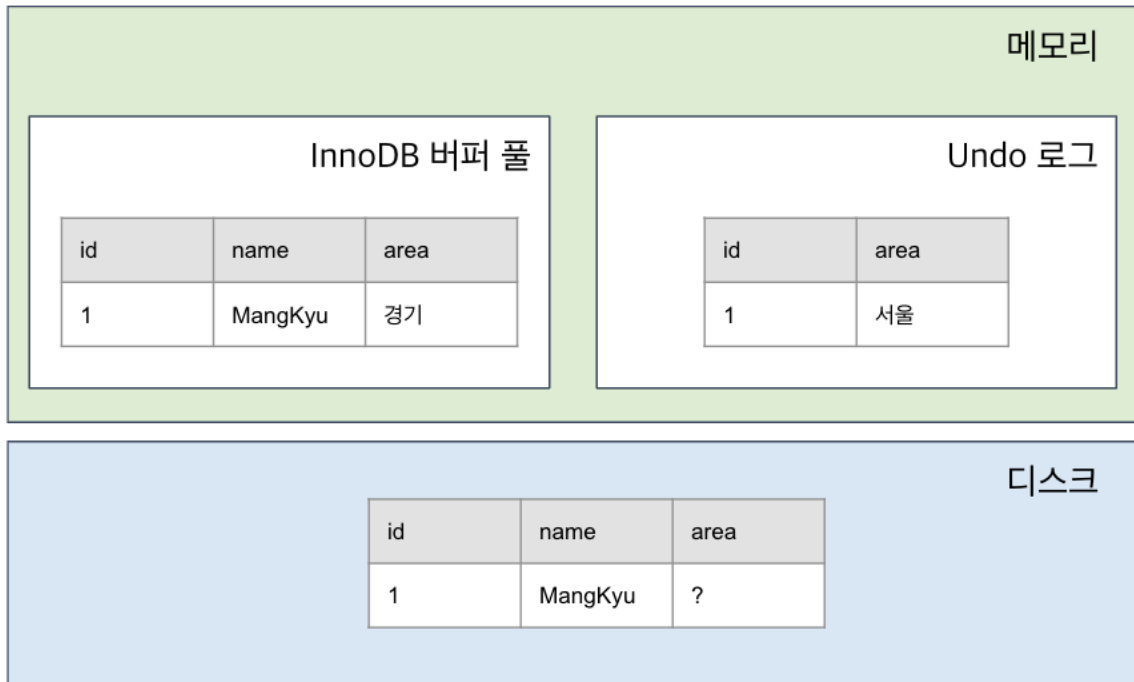 메모리
InnoDB 버퍼 풀
id name area
1 MangKyu 경기
Undo 로그
id area
1 서울
디스크
id name area
1 MangKyu ?